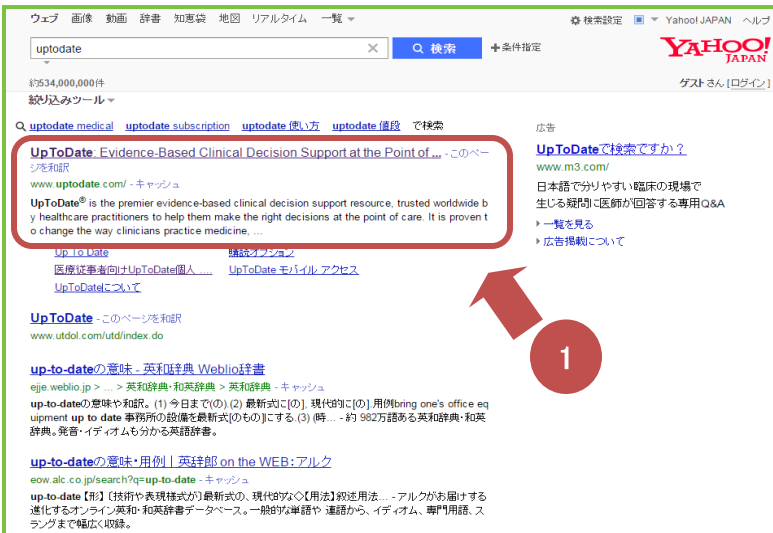 ウェブ 画像 動画 辞書 知恵袋 地図 リアルタイム 一覧 検索設定 Yahoo! JAPAN ヘルプ
uptodate × 検索 +条件指定 YAHOO! JAPAN
約534,000,000件 ゲストさん [ログイン]
絞り込みツール
uptodate medical uptodate subscription uptodate 使い方 uptodate 値段 で検索
UpToDate: Evidence-Based Clinical Decision Support at the Point of ... - このペー
ジを和訳
www.uptodate.com/ - キャッシュ
UpToDate® is the premier evidence-based clinical decision support resource, trusted worldwide b
y healthcare practitioners to help them make the right decisions at the point of care. It is proven t
o change the way clinicians practice medicine, ...
Up To Date 購読オプション
医療従事者向けUpToDate個人 .... UpToDate モバイル アクセス
UpToDateについて
UpToDate - このページを和訳
www.utdol.com/utd/index.do
up-to-dateの意味 - 英和辞典 Weblio辞書
ejje.weblio.jp > ... > 英和辞典・和英辞典 > 英和辞典 - キャッシュ
up-to-dateの意味や和訳。 (1) 今日まで(の).(2) 最新式に[の], 現代的に[の].用例bring one's office eq
uipment up to date 事務所の設備を最新式[のもの]にする.(3) (時... - 約 982万語ある英和辞典・和英
辞典。発音・イディオムも分かる英語辞書。
up-to-dateの意味・用例|英辞郎 on the WEB:アルク
eow.alc.co.jp/search?q=up-to-date - キャッシュ
up-to-date 【形】 〔技術や表現様式が〕最新式の、現代的な◇【用法】叙述用法... - アルクがお届けする
進化するオンライン英和・和英辞書データベース。一般的な単語や 連語から、イディオム、専門用語、ス
ラングまで幅広く収録。
広告
UpToDateで検索ですか?
www.m3.com/
日本語で分りやすい臨床の現場で
生じる疑問に医師が回答する専用Q&A
一覧を見る
広告掲載について
1